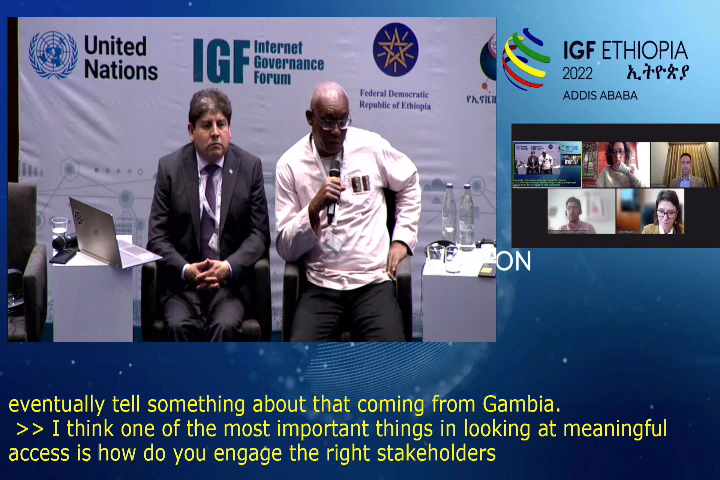 United
Nations
IGF Internet
Governance
Forum
Federal Democratic
Republic of Ethiopia
IGF ETHIOPIA
2022 ኢትዮጵያ
ADDIS ABABA
ON
eventually tell something about that coming from Gambia.
>> I think one of the most important things in looking at meaningful
access is how do you engage the right stakeholders